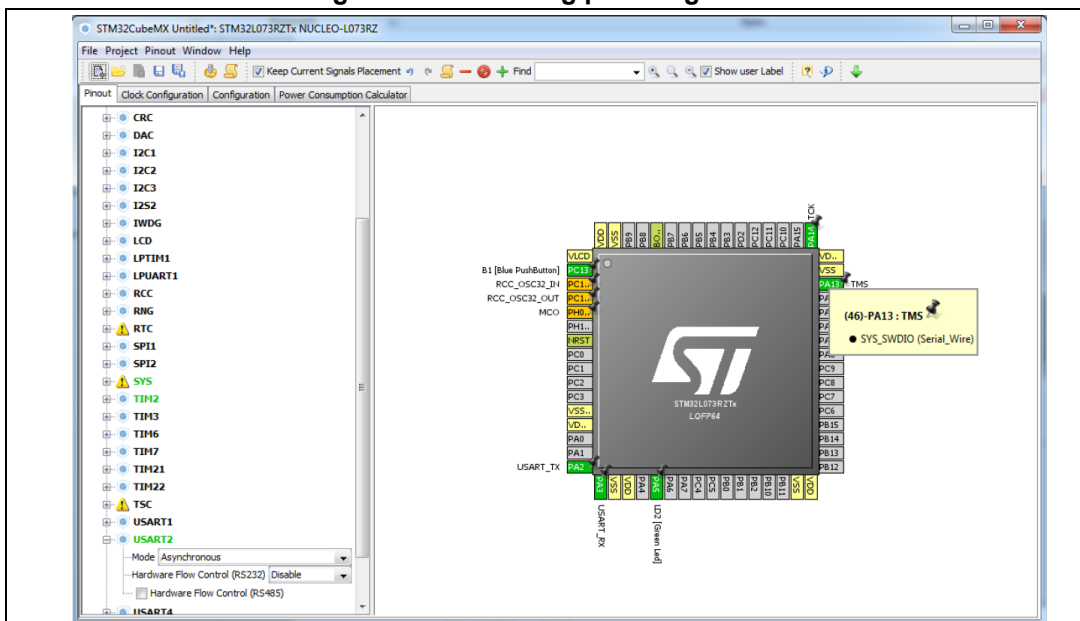 STM32CubeMX Untitled*: STM32L073RZTx NUCLEO-L073RZ
File Project Pinout Window Help
Keep Current Signals Placement
Find
Show user Label
Pinout Clock Configuration Configuration Power Consumption Calculator
CRC
DAC
I2C1
I2C2
I2C3
I2S2
IWDG
LCD
LPTIM1
LPUART1
RCC
RNG
RTC
SPI1
SPI2
SYS
TIM2
TIM3
TIM6
TIM7
TIM21
TIM22
TSC
USART1
USART2
Mode Asynchronous
Hardware Flow Control (RS232) Disable
Hardware Flow Control (RS485)
USART4
TCK
VDD VSS PB9 PB8 BO.. PB7 PB6 PB5 PB4 PB3 PD2 PC12 PC11 PC10 PA15 PA14
VLCD
B1 [Blue PushButton] PC13
RCC_OSC32_IN PC1..
RCC_OSC32_OUT PC1..
MCO PH0..
PH1..
NRST
PC0
PC1
PC2
PC3
VSS..
VD..
PA0
PA1
USART_TX PA2
STM32L073RZTx
LQFP64
VD..
VSS
PA13 TMS
(46)-PA13 : TMS
SYS_SWDIO (Serial_Wire)
PC9
PC8
PC7
PC6
PB15
PB14
PB13
PB12
PA3 VSS VDD PA4 PA5 PA6 PA7 PC4 PC5 PB0 PB1 PB2 PB10 PB11 VSS VDD
USART_RX
LD2 [Green Led]